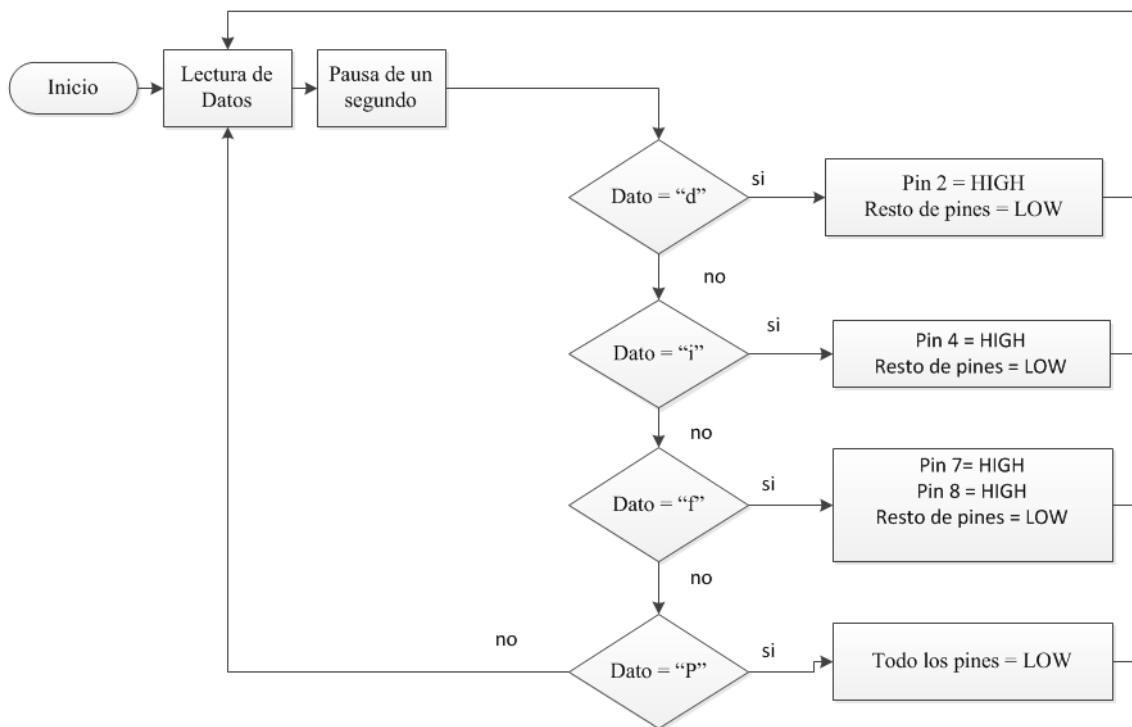 Inicio
Lectura de
Datos
Pausa de un
segundo
Dato = “d”
si
Pin 2 = HIGH
Resto de pines = LOW
no
Dato = “i”
si
Pin 4 = HIGH
Resto de pines = LOW
no
Dato = “f”
si
Pin 7= HIGH
Pin 8 = HIGH
Resto de pines = LOW
no
Dato = “P”
no
si
Todo los pines = LOW